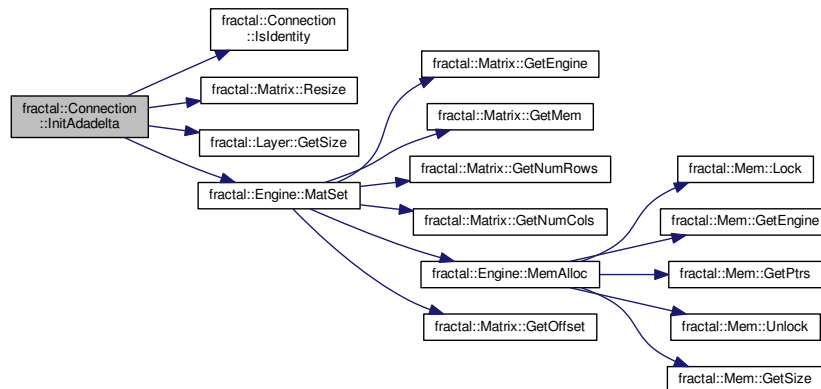 fractal::Connection
::InitAdadelta
fractal::Connection
::IsIdentity
fractal::Matrix::Resize
fractal::Layer::GetSize
fractal::Engine::MatSet
fractal::Matrix::GetEngine
fractal::Matrix::GetMem
fractal::Matrix::GetNumRows
fractal::Matrix::GetNumCols
fractal::Engine::MemAlloc
fractal::Matrix::GetOffset
fractal::Mem::Lock
fractal::Mem::GetEngine
fractal::Mem::GetPtrs
fractal::Mem::Unlock
fractal::Mem::GetSize